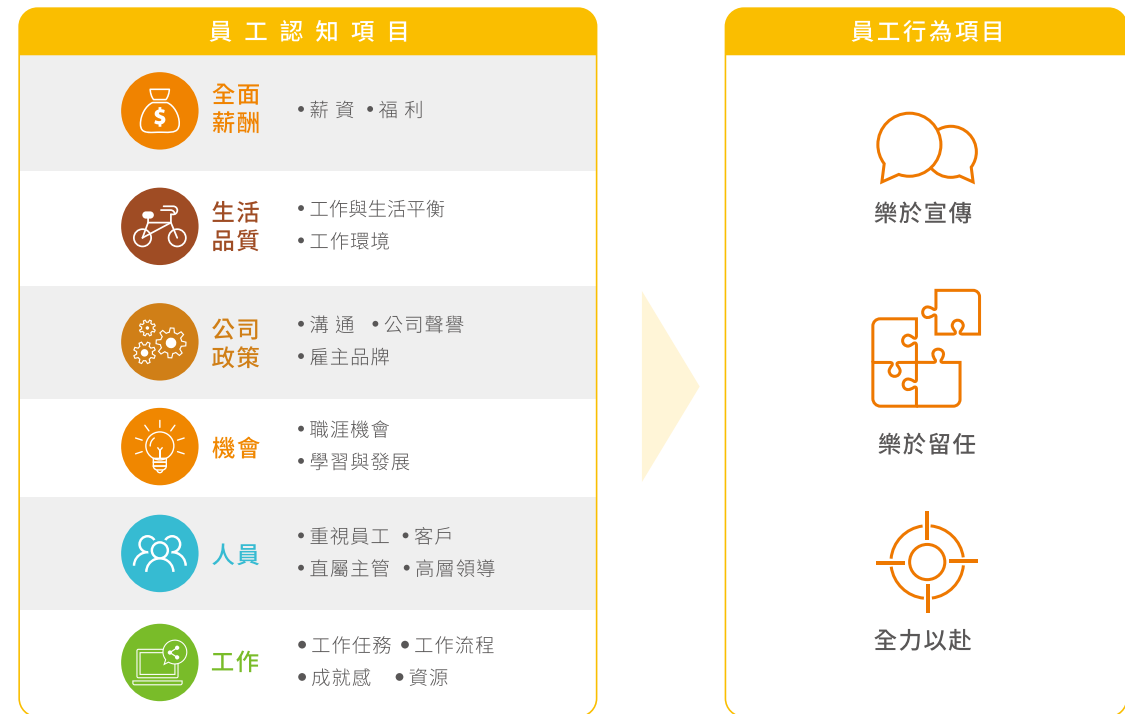 員工認知項目
全面
薪酬
•薪資 •福利
生活
品質
•工作與生活平衡
•工作環境
公司
政策
•溝通 •公司聲譽
•雇主品牌
機會
•職涯機會
•學習與發展
人員
•重視員工 •客戶
•直屬主管 •高層領導
工作
•工作任務 •工作流程
•成就感 •資源
員工行為項目
樂於宣傳
樂於留任
全力以赴
$